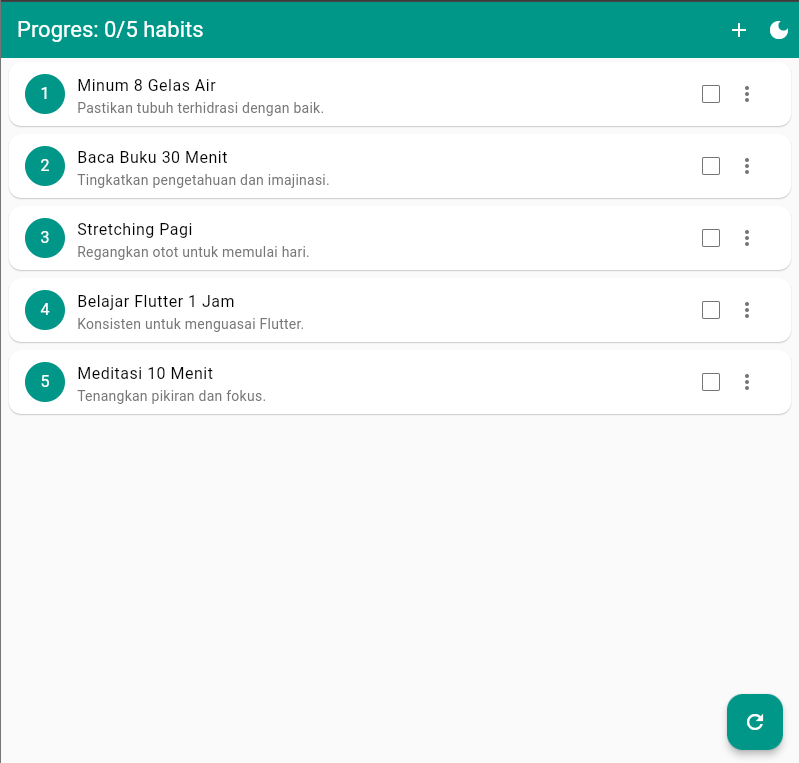 Progres: 0/5 habits
1
Minum 8 Gelas Air
Pastikan tubuh terhidrasi dengan baik.
2
Baca Buku 30 Menit
Tingkatkan pengetahuan dan imajinasi.
3
Stretching Pagi
Regangkan otot untuk memulai hari.
4
Belajar Flutter 1 Jam
Konsisten untuk menguasai Flutter.
5
Meditasi 10 Menit
Tenangkan pikiran dan fokus.